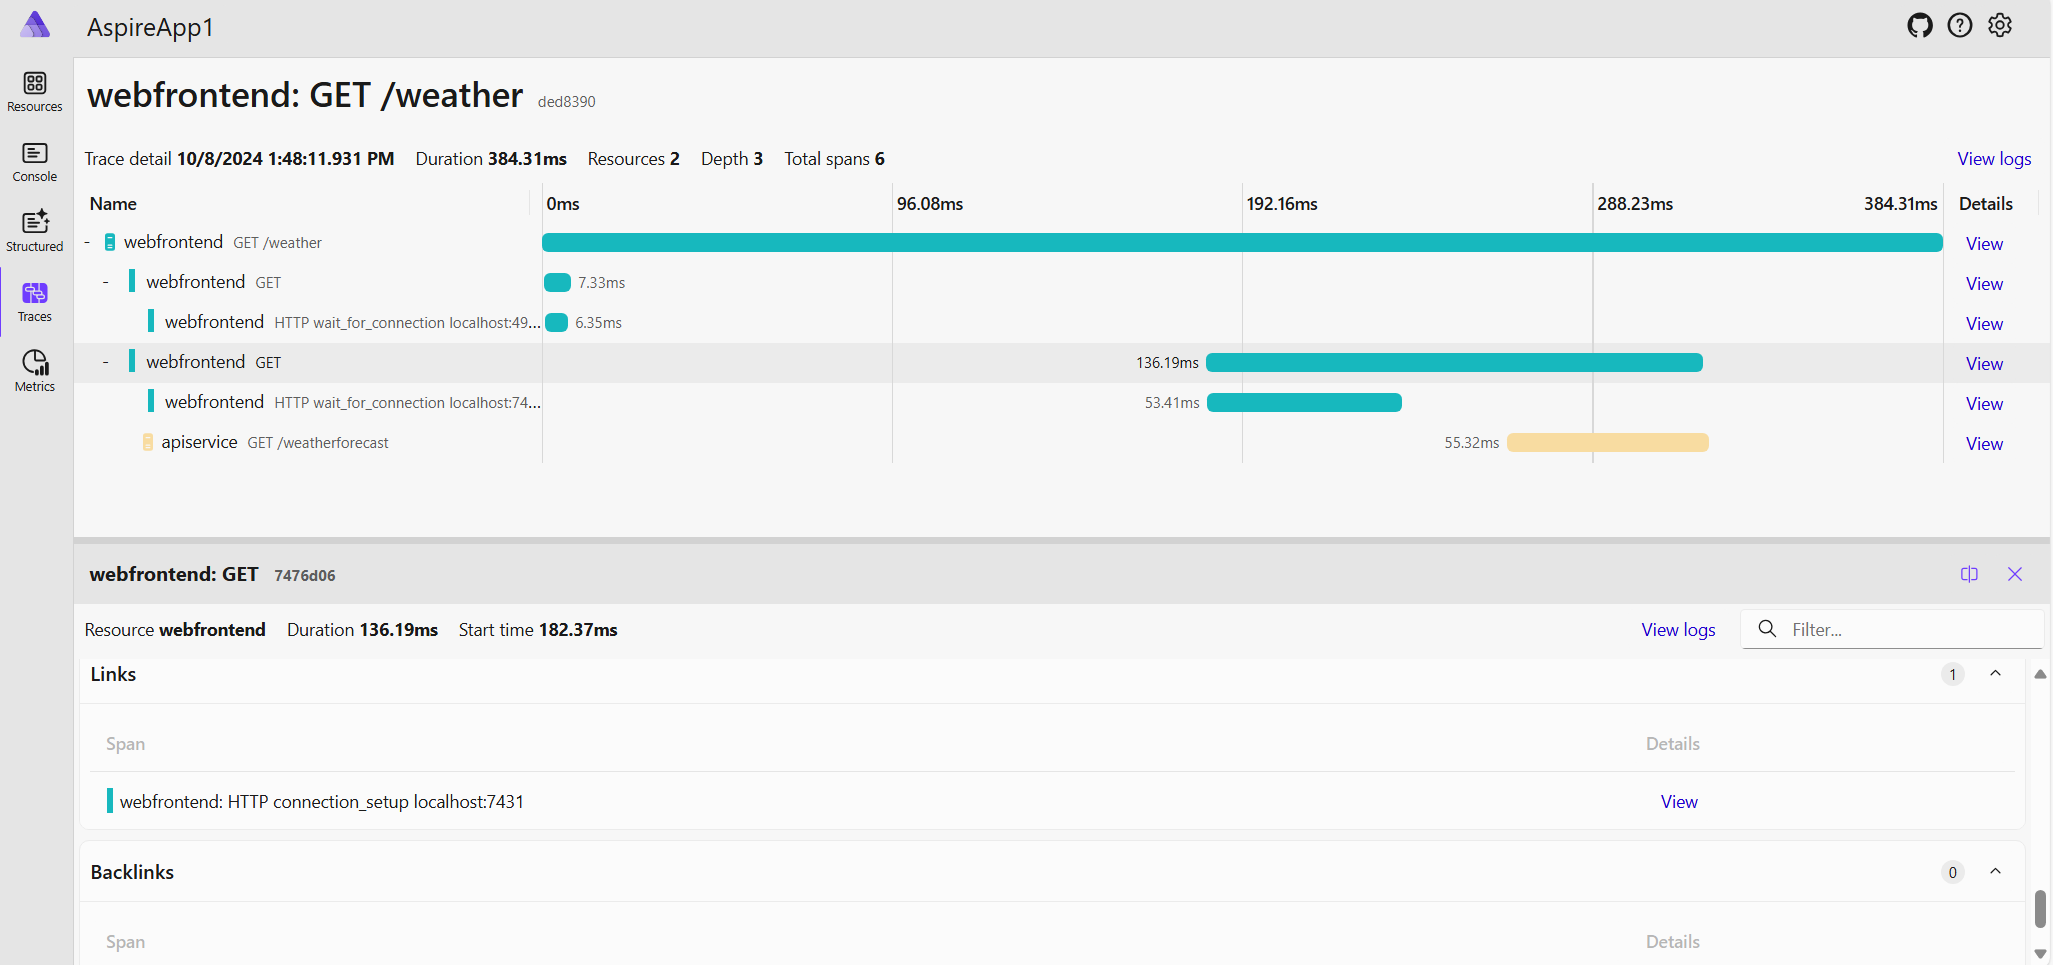 AspireApp1
Resources
Console
Structured
Traces
Metrics
webfrontend: GET /weather ded8390
Trace detail 10/8/2024 1:48:11.931 PM Duration 384.31ms Resources 2 Depth 3 Total spans 6 View logs
Name 0ms 96.08ms 192.16ms 288.23ms 384.31ms Details
- webfrontend GET /weather View
- webfrontend GET 7.33ms View
webfrontend HTTP wait_for_connection localhost:49... 6.35ms View
- webfrontend GET 136.19ms View
webfrontend HTTP wait_for_connection localhost:74... 53.41ms View
apiservice GET /weatherforecast 55.32ms View
webfrontend: GET 7476d06
Resource webfrontend Duration 136.19ms Start time 182.37ms View logs Filter...
Links 1
Span Details
webfrontend: HTTP connection_setup localhost:7431 View
Backlinks 0
Span Details